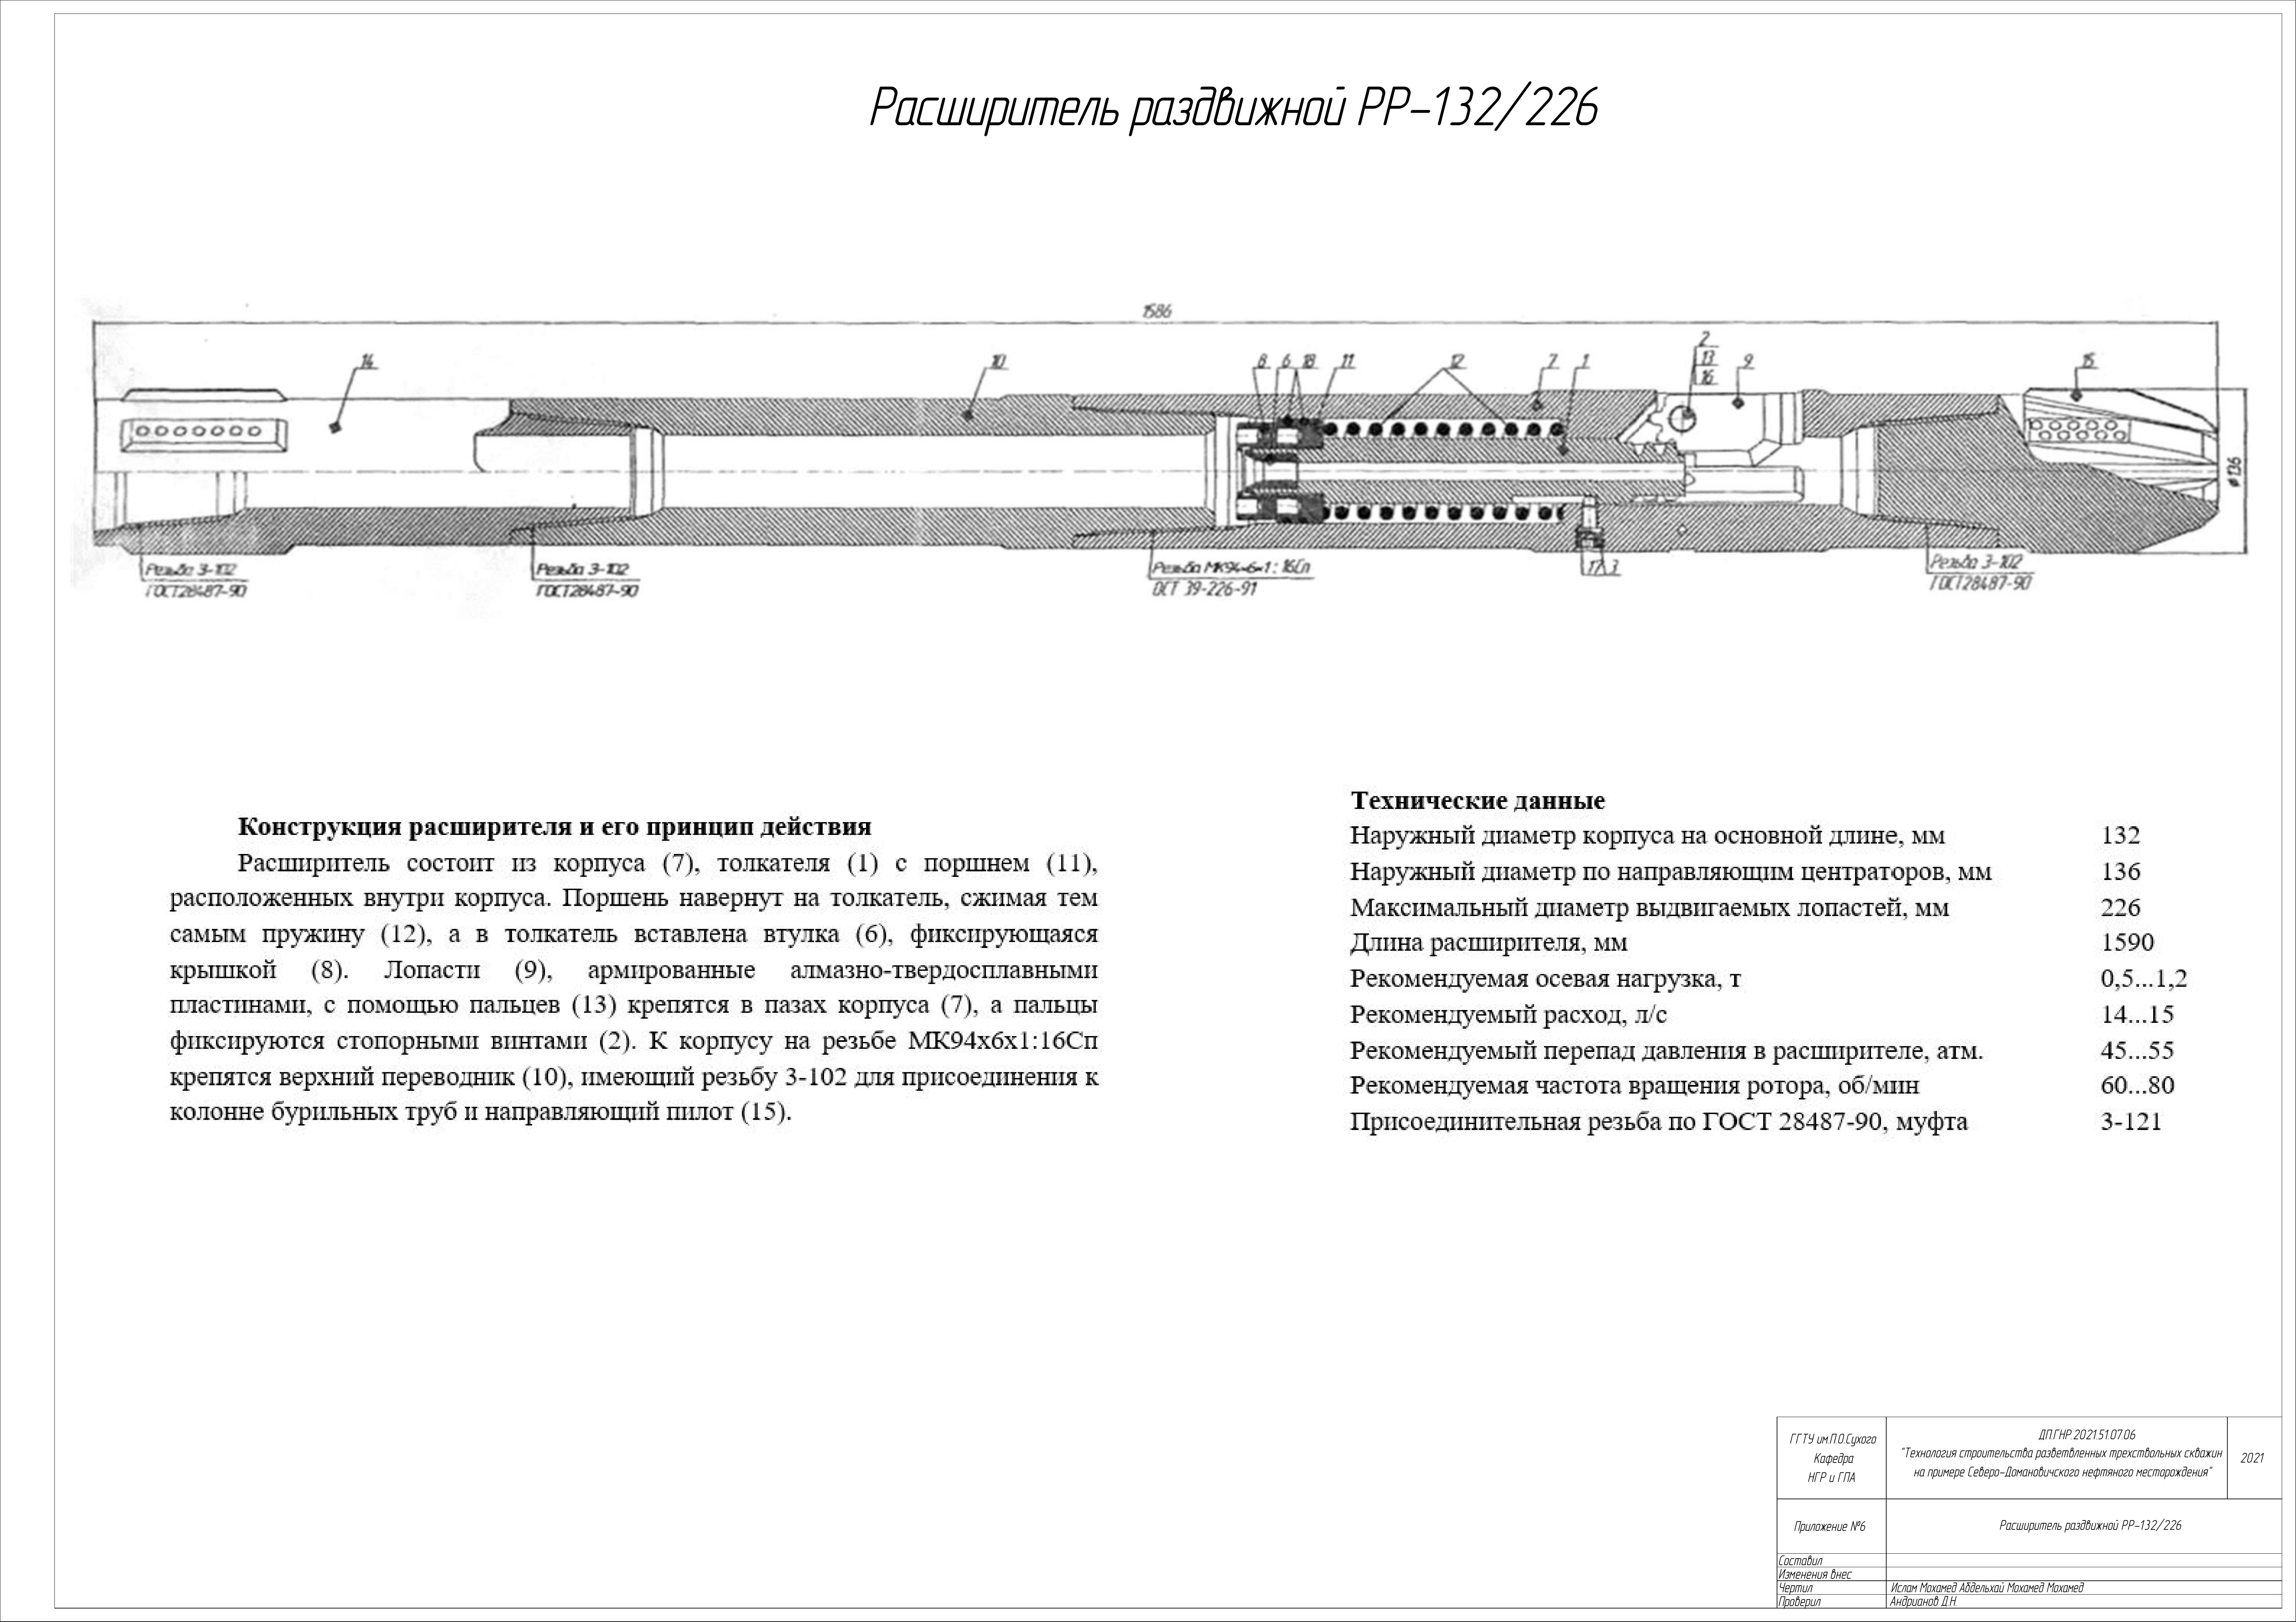 Расширитель раздвижной РР-132/226
1586
14
10
8 6 18 11 12 7 1
2
13
16
9
15
ø136
Резьба З-102
ГОСТ28487-90
Резьба З-102
ГОСТ28487-90
Резьба МК94×6×1:16Сп
ОСТ 39-226-91
17 3
Резьба З-102
ГОСТ28487-90
Конструкция расширителя и его принцип действия
Расширитель состоит из корпуса (7), толкателя (1) с поршнем (11),
расположенных внутри корпуса. Поршень навернут на толкатель, сжимая тем
самым пружину (12), а в толкатель вставлена втулка (6), фиксирующаяся
крышкой (8). Лопасти (9), армированные алмазно-твердосплавными
пластинами, с помощью пальцев (13) крепятся в пазах корпуса (7), а пальцы
фиксируются стопорными винтами (2). К корпусу на резьбе МК94х6х1:16Сп
крепятся верхний переводник (10), имеющий резьбу З-102 для присоединения к
колонне бурильных труб и направляющий пилот (15).
Технические данные
Наружный диаметр корпуса на основной длине, мм 132
Наружный диаметр по направляющим центраторов, мм 136
Максимальный диаметр выдвигаемых лопастей, мм 226
Длина расширителя, мм 1590
Рекомендуемая осевая нагрузка, т 0,5...1,2
Рекомендуемый расход, л/с 14...15
Рекомендуемый перепад давления в расширителе, атм. 45...55
Рекомендуемая частота вращения ротора, об/мин 60...80
Присоединительная резьба по ГОСТ 28487-90, муфта З-121
ГГТУ им.П.О.Сухого
Кафедра
НГР и ГПА
ДП.ГНР.2021.51.07.06
"Технология строительства разветвленных трехствольных скважин
на примере Северо-Домановичского нефтяного месторождения"
2021
Приложение №6
Расширитель раздвижной РР-132/226
Составил
Изменения внес
Чертил Ислам Мохамед Абдельхай Мохамед Мохамед
Проверил Андрианов Д.Н.